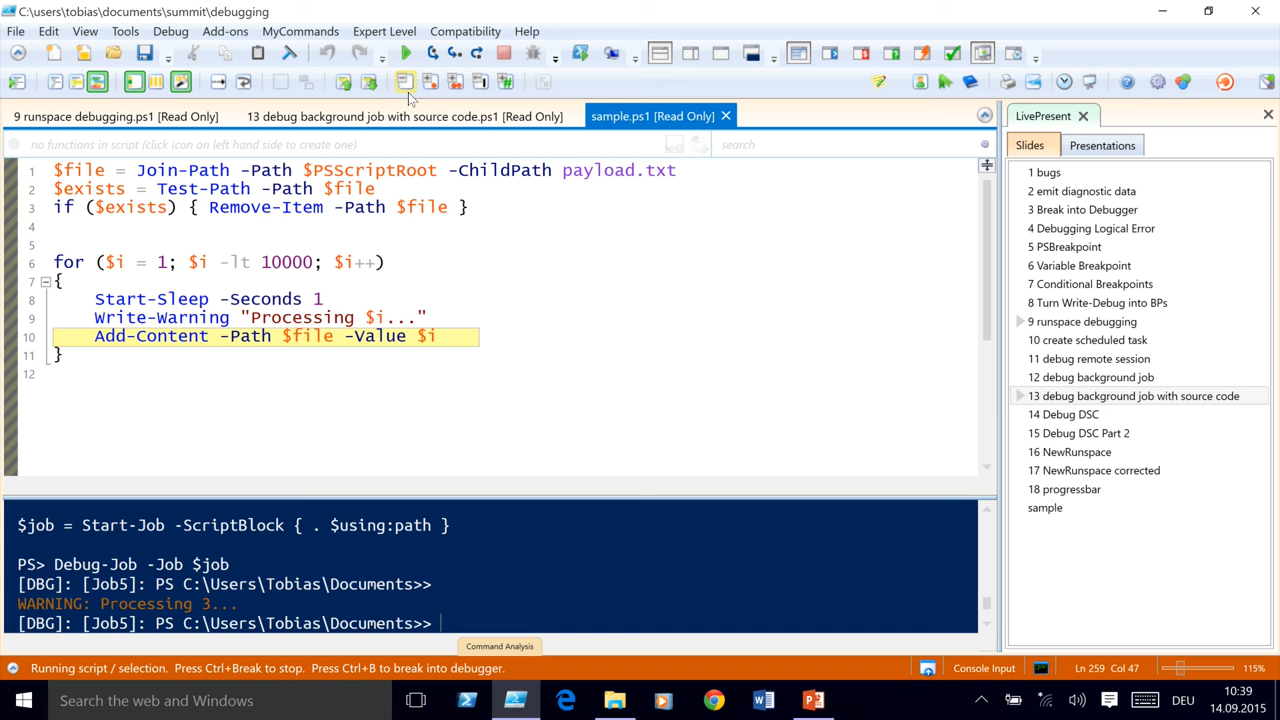 C:\users\tobias\documents\summit\debugging
File Edit View Tools Debug Add-ons MyCommands Expert Level Compatibility Help
9 runspace debugging.ps1 [Read Only] 13 debug background job with source code.ps1 [Read Only] sample.ps1 [Read Only]
no functions in script (click icon on left hand side to create one) search
1 $file = Join-Path -Path $PSScriptRoot -ChildPath payload.txt
2 $exists = Test-Path -Path $file
3 if ($exists) { Remove-Item -Path $file }
4
5
6 for ($i = 1; $i -lt 10000; $i++)
7 {
8 Start-Sleep -Seconds 1
9 Write-Warning "Processing $i..."
10 Add-Content -Path $file -Value $i
11 }
12
$job = Start-Job -ScriptBlock { . $using:path }
PS> Debug-Job -Job $job
[DBG]: [Job5]: PS C:\Users\Tobias\Documents>>
WARNING: Processing 3...
[DBG]: [Job5]: PS C:\Users\Tobias\Documents>>
Command Analysis
LivePresent
Slides Presentations
1 bugs
2 emit diagnostic data
3 Break into Debugger
4 Debugging Logical Error
5 PSBreakpoint
6 Variable Breakpoint
7 Conditional Breakpoints
8 Turn Write-Debug into BPs
9 runspace debugging
10 create scheduled task
11 debug remote session
12 debug background job
13 debug background job with source code
14 Debug DSC
15 Debug DSC Part 2
16 NewRunspace
17 NewRunspace corrected
18 progressbar
sample
Running script / selection. Press Ctrl+Break to stop. Press Ctrl+B to break into debugger. Console Input Ln 259 Col 47 115%
Search the web and Windows DEU 10:39
14.09.2015